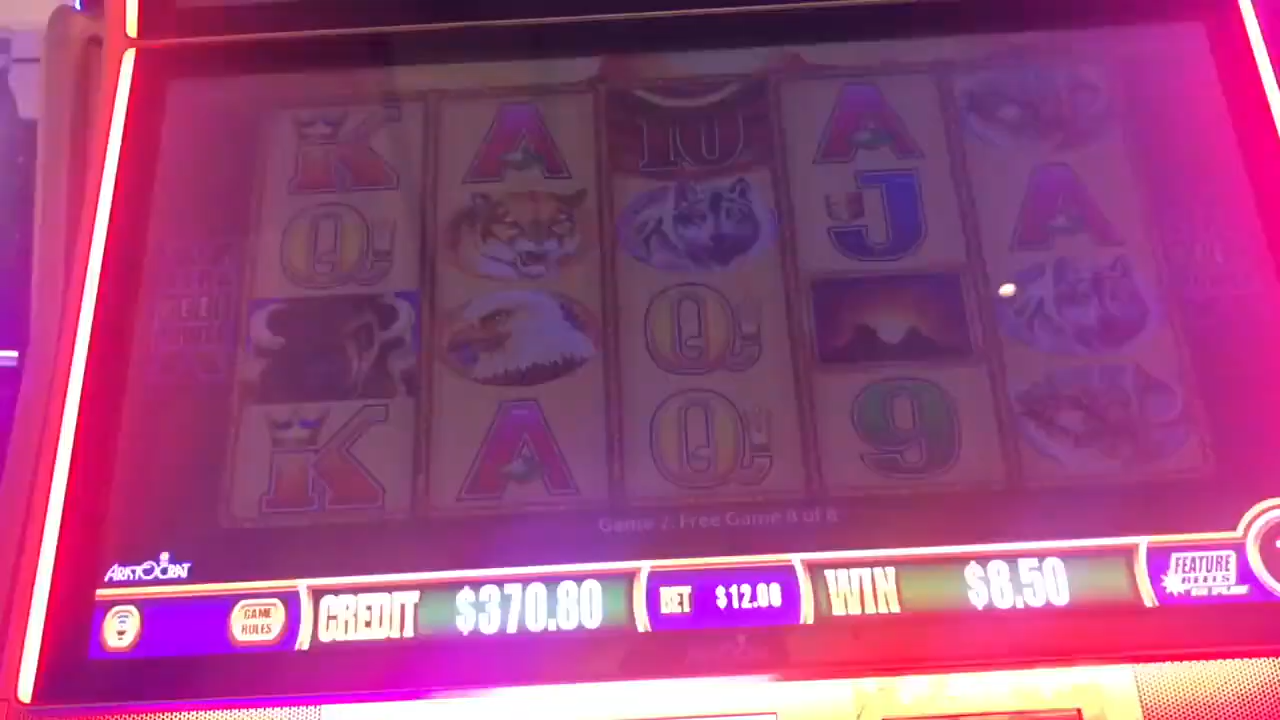 K A 10 A
Q J A
Q
K A Q 9
Game 2, Free Game 8 of 8
ARISTOCRAT
GAME
RULES
CREDIT $370.80
BET $12.00
WIN $8.50
FEATURE
REELS